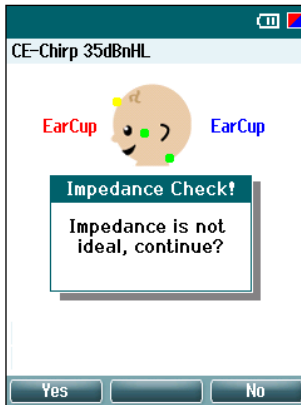 CE-Chirp 35dBnHL
EarCup EarCup
Impedance Check!
Impedance is not
ideal, continue?
Yes No